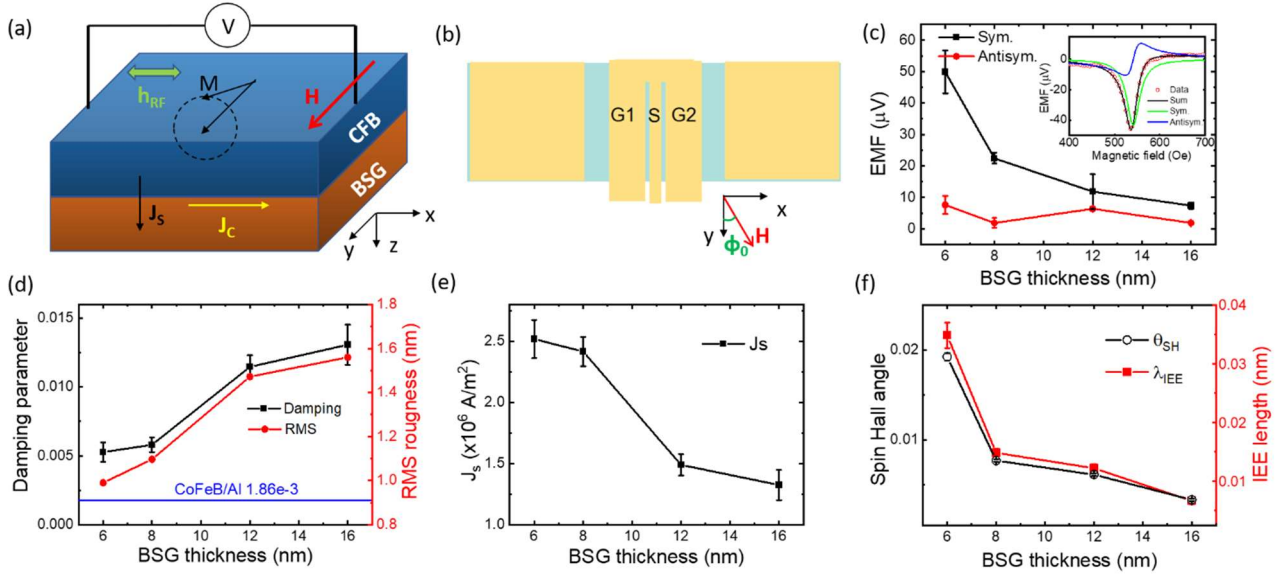 (a)
V
h_RF
M
H
CFB
BSG
J_S
J_C
x
y
z
(b)
G1 S G2
x
y
ϕ₀
H
(c)
EMF (μV)
60
50
40
30
20
10
0
Sym.
Antisym.
EMF (μV)
0
-20
-40
Data
Sum
Sym.
Antisym.
400 500 600 700
Magnetic field (Oe)
6 8 10 12 14 16
BSG thickness (nm)
(d)
Damping parameter
0.015
0.010
0.005
0.000
Damping
RMS
CoFeB/Al 1.86e-3
1.8
1.6
1.4
1.2
1.0
0.8
RMS rougness (nm)
6 8 10 12 14 16
BSG thickness (nm)
(e)
J_s (x10⁶ A/m²)
2.5
2.0
1.5
1.0
Js
6 8 10 12 14 16
BSG thickness (nm)
(f)
Spin Hall angle
0.02
0.01
θ_SH
λ_IEE
0.04
0.03
0.02
0.01
IEE length (nm)
6 8 10 12 14 16
BSG thickness (nm)